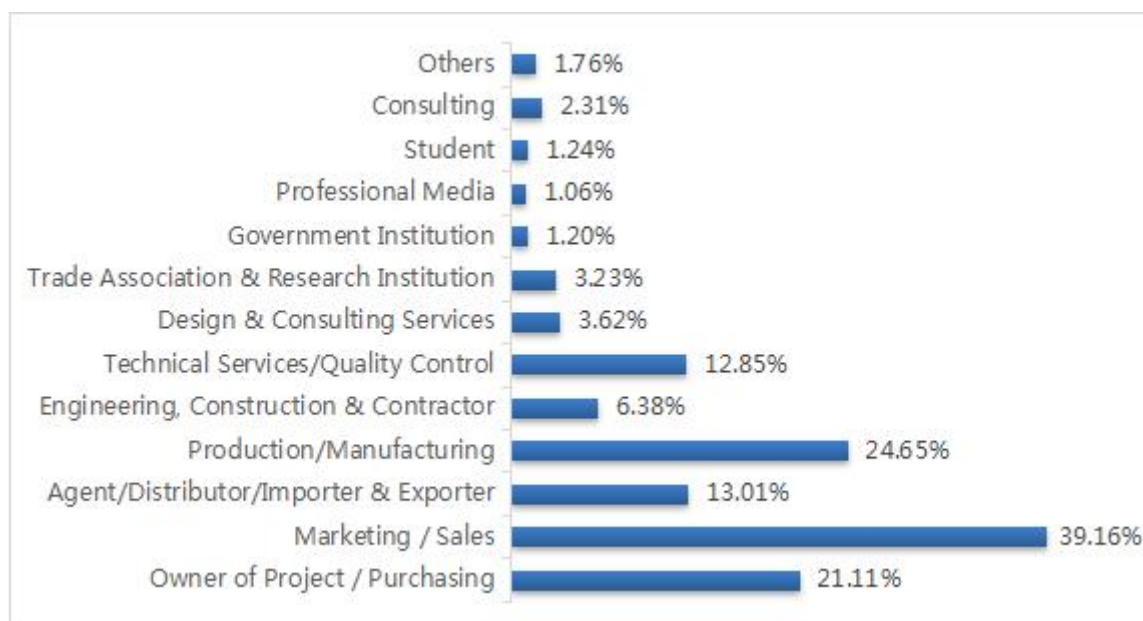 Others 1.76%
Consulting 2.31%
Student 1.24%
Professional Media 1.06%
Government Institution 1.20%
Trade Association & Research Institution 3.23%
Design & Consulting Services 3.62%
Technical Services/Quality Control 12.85%
Engineering, Construction & Contractor 6.38%
Production/Manufacturing 24.65%
Agent/Distributor/Importer & Exporter 13.01%
Marketing / Sales 39.16%
Owner of Project / Purchasing 21.11%